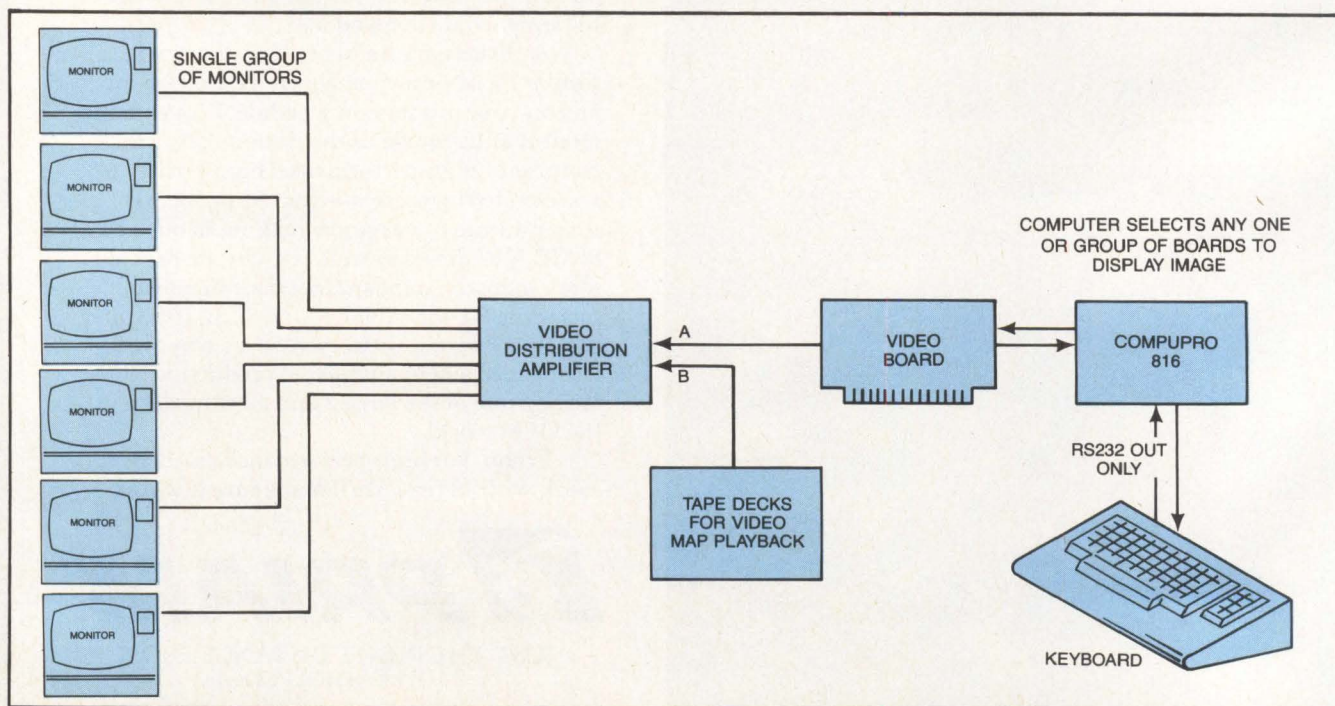 MONITOR
SINGLE GROUP
OF MONITORS
MONITOR
MONITOR
MONITOR
MONITOR
MONITOR
VIDEO
DISTRIBUTION
AMPLIFIER
A
B
TAPE DECKS
FOR VIDEO
MAP PLAYBACK
VIDEO
BOARD
COMPUTER SELECTS ANY ONE
OR GROUP OF BOARDS TO
DISPLAY IMAGE
COMPUPRO
816
RS232 OUT
ONLY
KEYBOARD